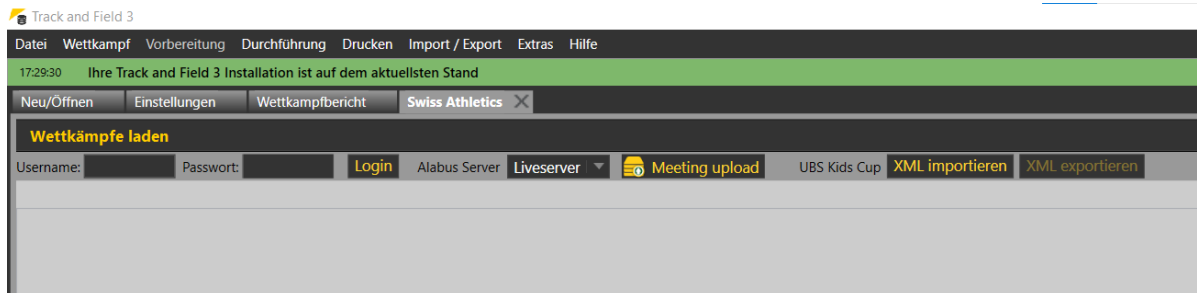 Track and Field 3
Datei Wettkampf Vorbereitung Durchführung Drucken Import / Export Extras Hilfe
17:29:30 Ihre Track and Field 3 Installation ist auf dem aktuellsten Stand
Neu/Öffnen Einstellungen Wettkampfbericht Swiss Athletics
Wettkämpfe laden
Username: Passwort: Login Alabus Server Liveserver Meeting upload UBS Kids Cup XML importieren XML exportieren